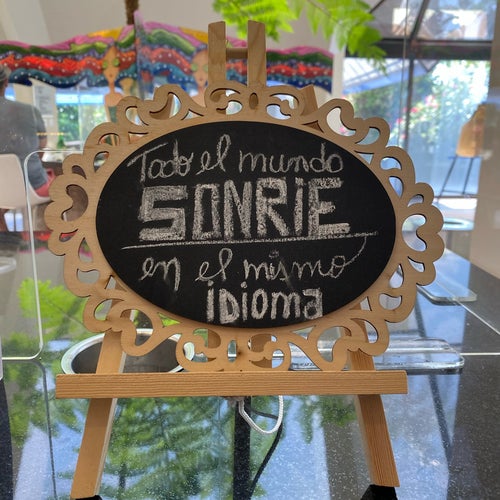 Todo el mundo
SONRIE
en el mismo
iDioma